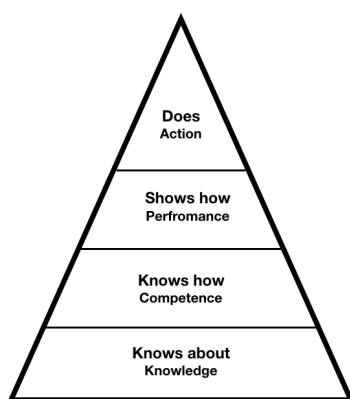 Does
Action
Shows how
Perfromance
Knows how
Competence
Knows about
Knowledge